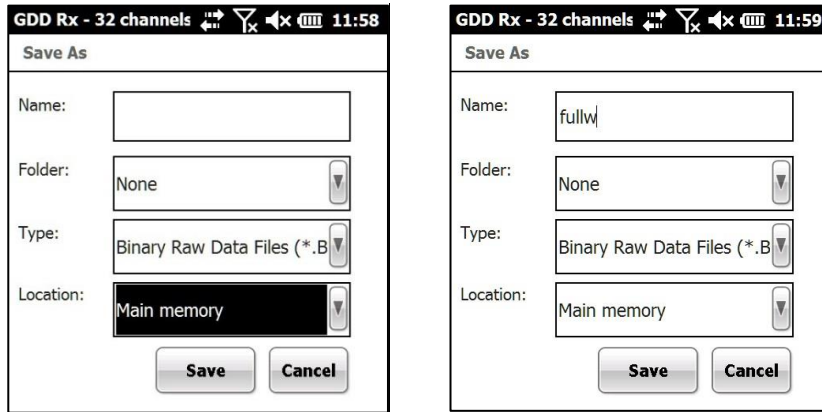 GDD Rx - 32 channels 11:58
Save As
Name:
Folder: None
Type: Binary Raw Data Files (*.B
Location: Main memory
Save Cancel
GDD Rx - 32 channels 11:59
Save As
Name: fullw
Folder: None
Type: Binary Raw Data Files (*.B
Location: Main memory
Save Cancel